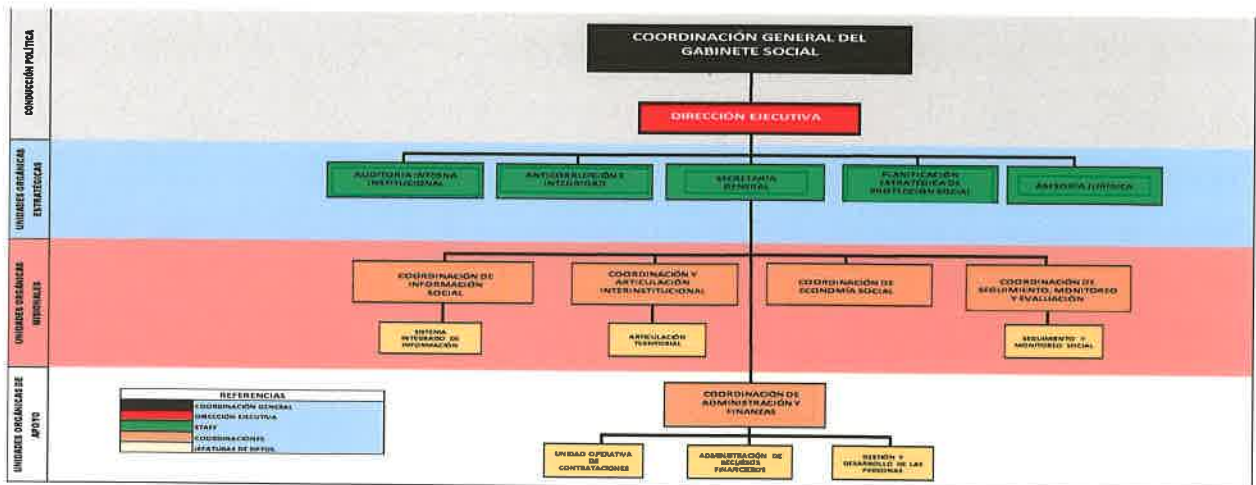 CONDUCCIÓN POLÍTICA
COORDINACIÓN GENERAL DEL
GABINETE SOCIAL
DIRECCIÓN EJECUTIVA
UNIDADES ORGÁNICAS
ESTRATÉGICAS
AUDITORÍA INTERNA
INSTITUCIONAL
ANTICORRUPCIÓN E
INTEGRIDAD
SECRETARÍA
GENERAL
PLANIFICACIÓN
ESTRATÉGICA DE
PROTECCIÓN SOCIAL
ASESORÍA JURÍDICA
UNIDADES ORGÁNICAS
MISIONALES
COORDINACIÓN DE
INFORMACIÓN
SOCIAL
COORDINACIÓN Y
ARTICULACIÓN
INTERINSTITUCIONAL
COORDINACIÓN DE
ECONOMÍA SOCIAL
COORDINACIÓN DE
SEGUIMIENTO, MONITOREO
Y EVALUACIÓN
SISTEMA
INTEGRADO DE
INFORMACIÓN
ARTICULACIÓN
TERRITORIAL
SEGUIMIENTO Y
MONITOREO SOCIAL
UNIDADES ORGÁNICAS DE
APOYO
REFERENCIAS
COORDINACIÓN GENERAL
DIRECCIÓN EJECUTIVA
STAFF
COORDINACIONES
JEFATURAS DE DPTOS.
COORDINACIÓN DE
ADMINISTRACIÓN Y
FINANZAS
UNIDAD OPERATIVA
DE
CONTRATACIONES
ADMINISTRACIÓN DE
RECURSOS
FINANCIEROS
GESTIÓN Y
DESARROLLO DE LAS
PERSONAS